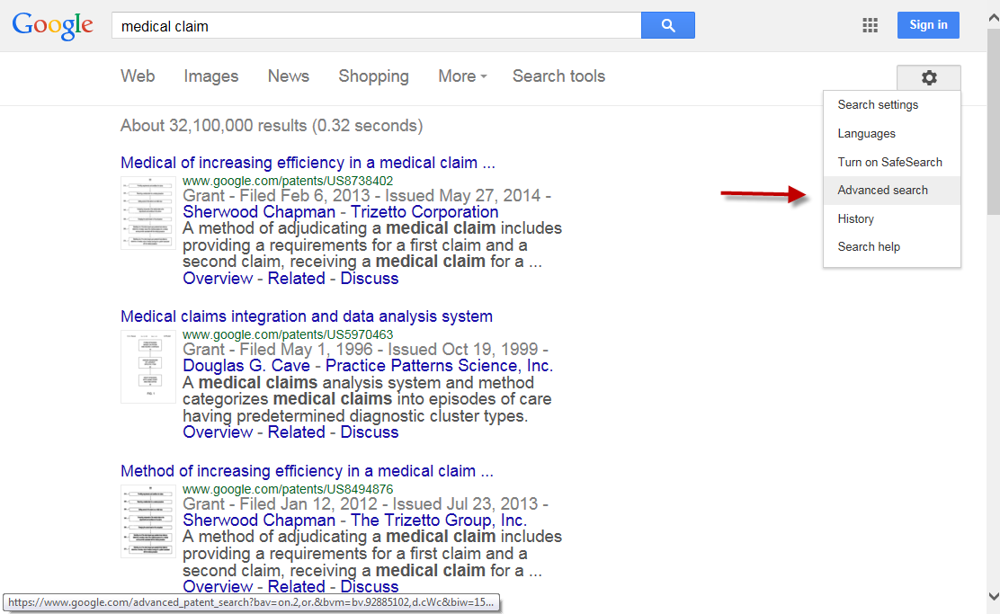 Google
medical claim
Sign in
Web Images News Shopping More Search tools
Search settings
Languages
Turn on SafeSearch
Advanced search
History
Search help
About 32,100,000 results (0.32 seconds)
Medical of increasing efficiency in a medical claim ...
www.google.com/patents/US8738402
Grant - Filed Feb 6, 2013 - Issued May 27, 2014 -
Sherwood Chapman - Trizetto Corporation
A method of adjudicating a medical claim includes
providing a requirements for a first claim and a
second claim, receiving a medical claim for a ...
Overview - Related - Discuss
Medical claims integration and data analysis system
www.google.com/patents/US5970463
Grant - Filed May 1, 1996 - Issued Oct 19, 1999 -
Douglas G. Cave - Practice Patterns Science, Inc.
A medical claims analysis system and method
categorizes medical claims into episodes of care
having predetermined diagnostic cluster types.
Overview - Related - Discuss
Method of increasing efficiency in a medical claim ...
www.google.com/patents/US8494876
Grant - Filed Jan 12, 2012 - Issued Jul 23, 2013 -
Sherwood Chapman - The Trizetto Group, Inc.
A method of adjudicating a medical claim includes
providing a requirements for a first claim and a
second claim, receiving a medical claim for a ...
Overview - Related - Discuss
https://www.google.com/advanced_patent_search?bav=on.2,or.&bvm=bv.92885102,d.cWc&biw=15...